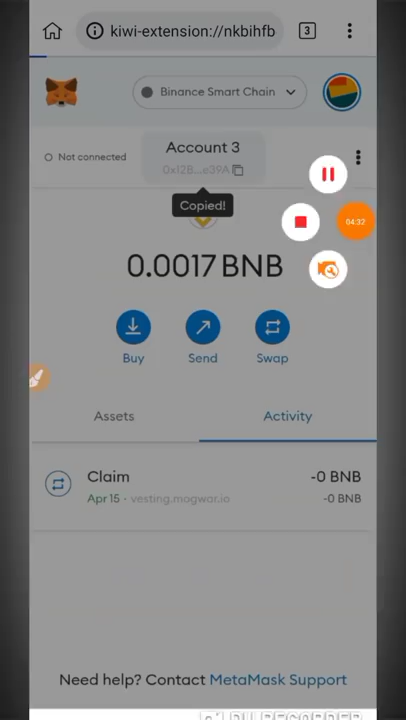 kiwi-extension://nkbihfb
3
Binance Smart Chain
Not connected
Account 3
0x12B...e39A
Copied!
04:32
0.0017 BNB
Buy
Send
Swap
Assets
Activity
Claim
-0 BNB
Apr 15 · vesting.magwar.io
-0 BNB
Need help? Contact MetaMask Support
DU RECORDER